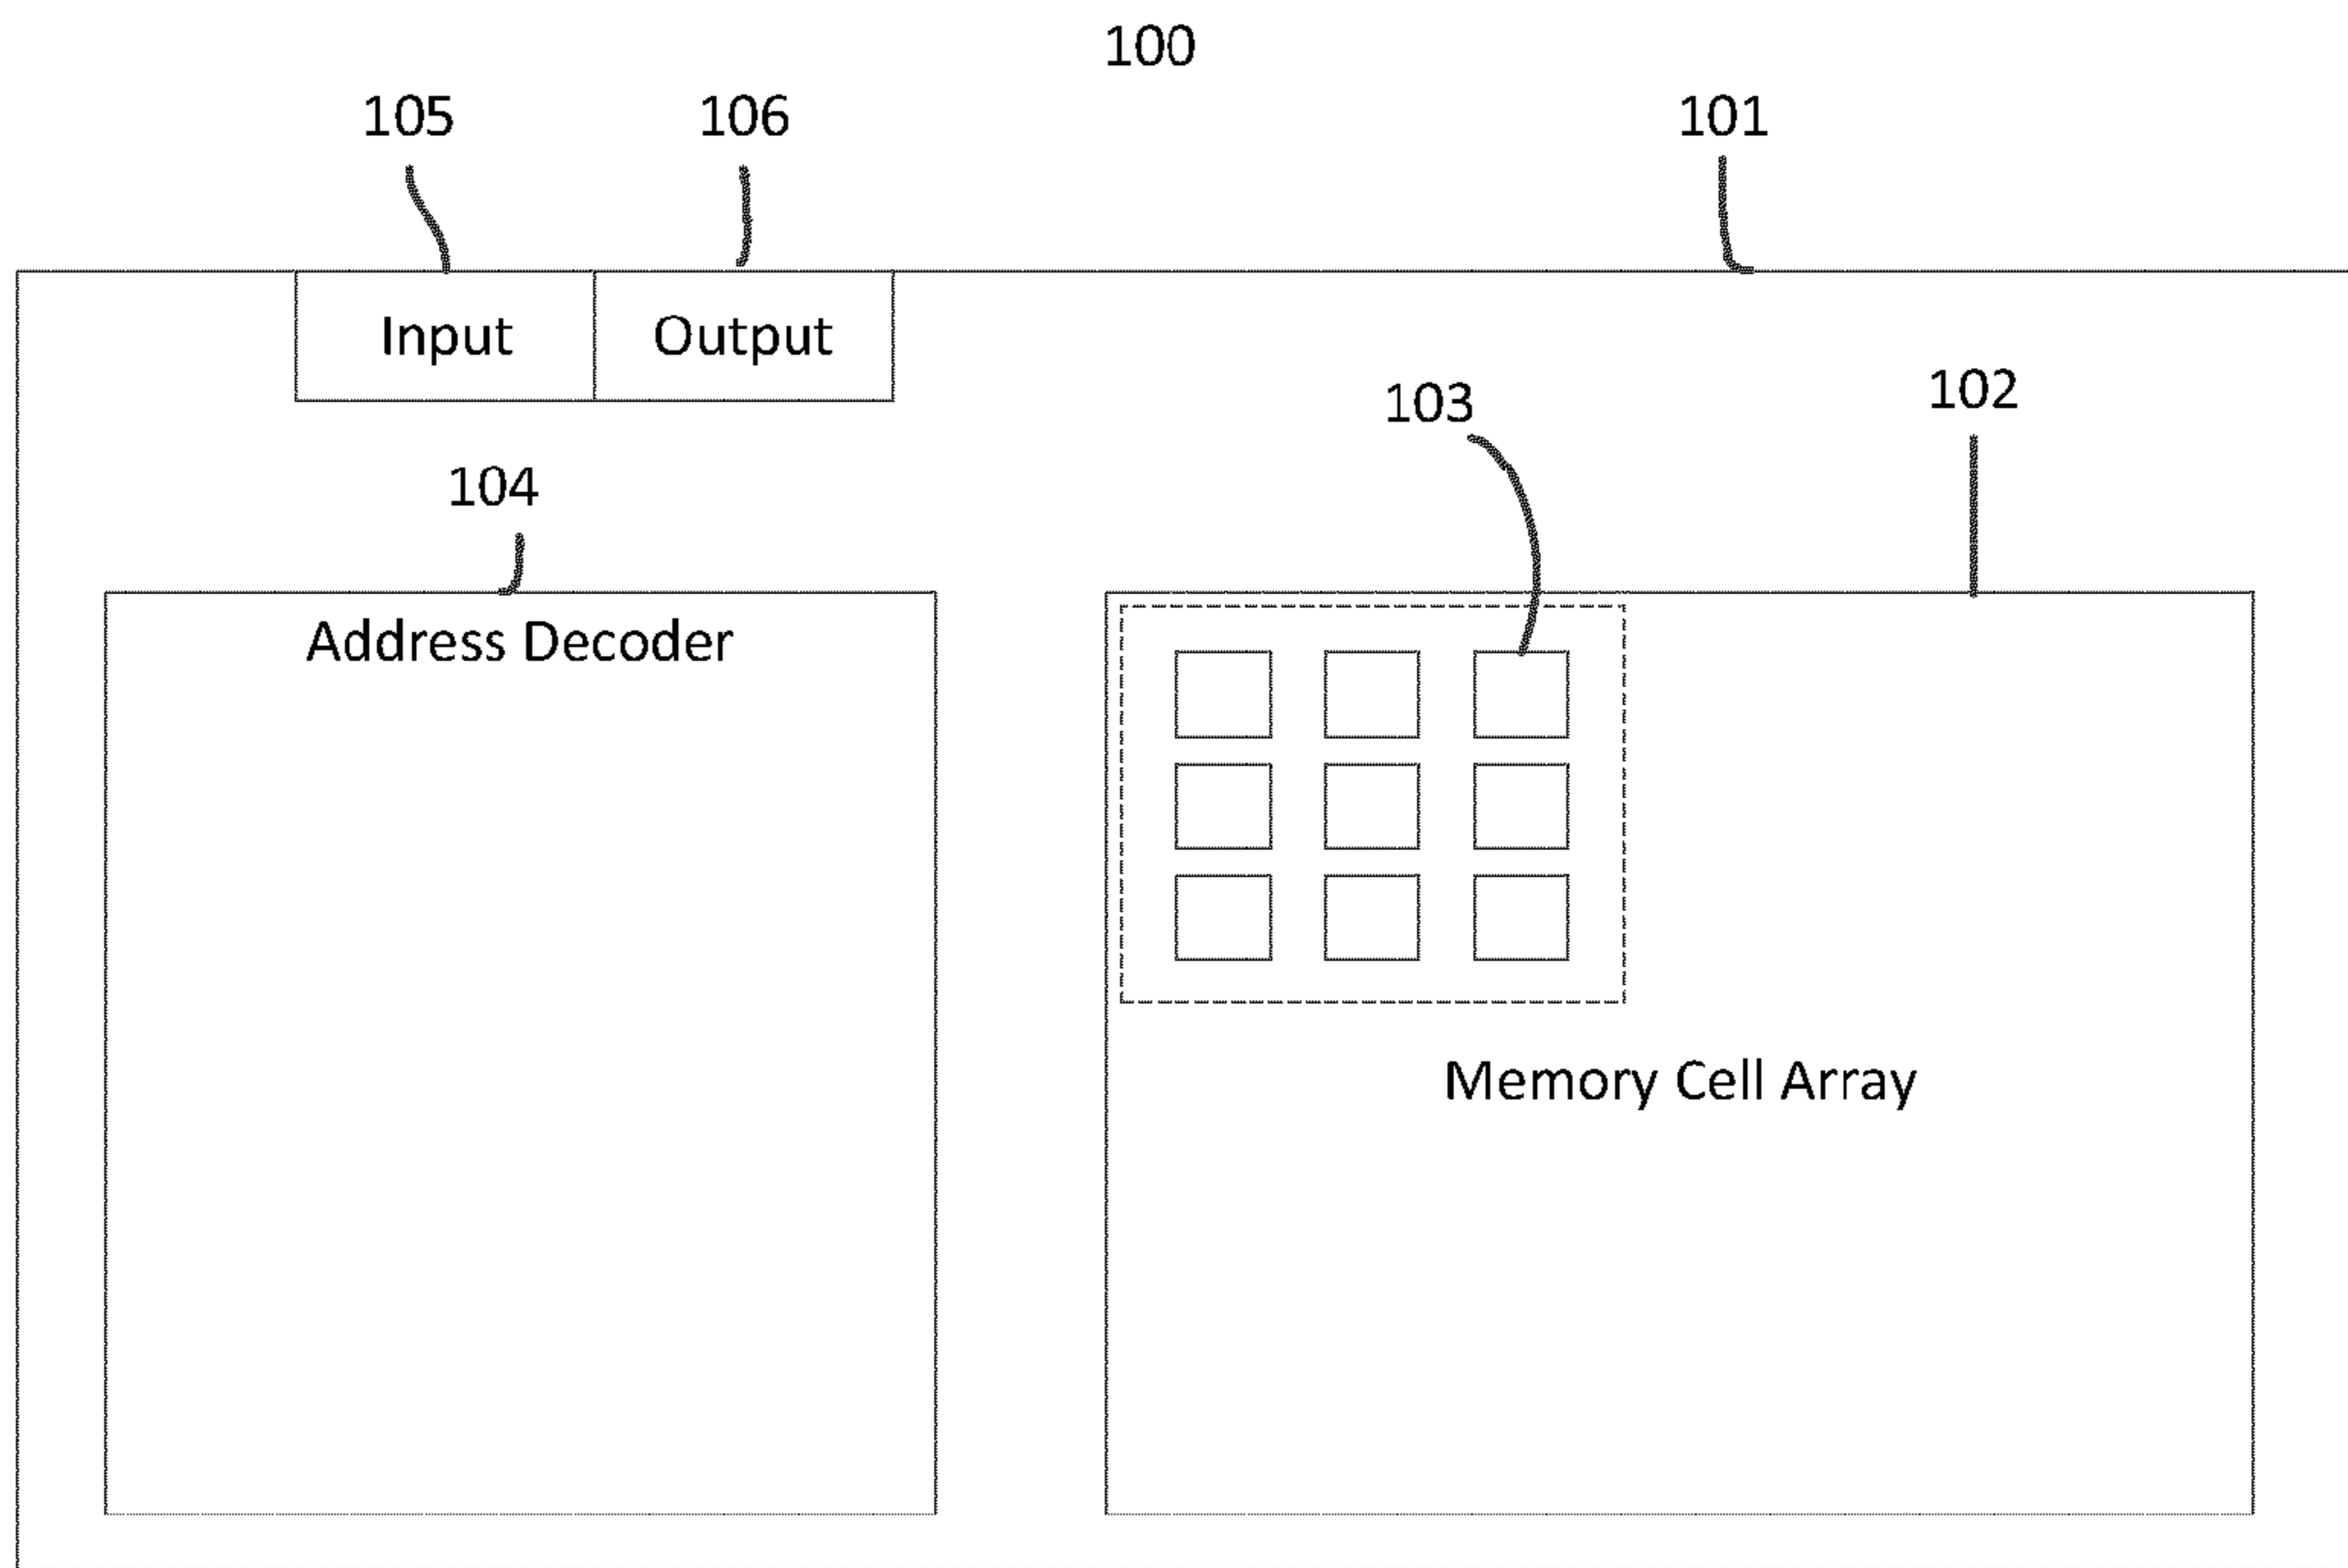 100
105
106
101
Input
Output
103
102
104
Address Decoder
Memory Cell Array